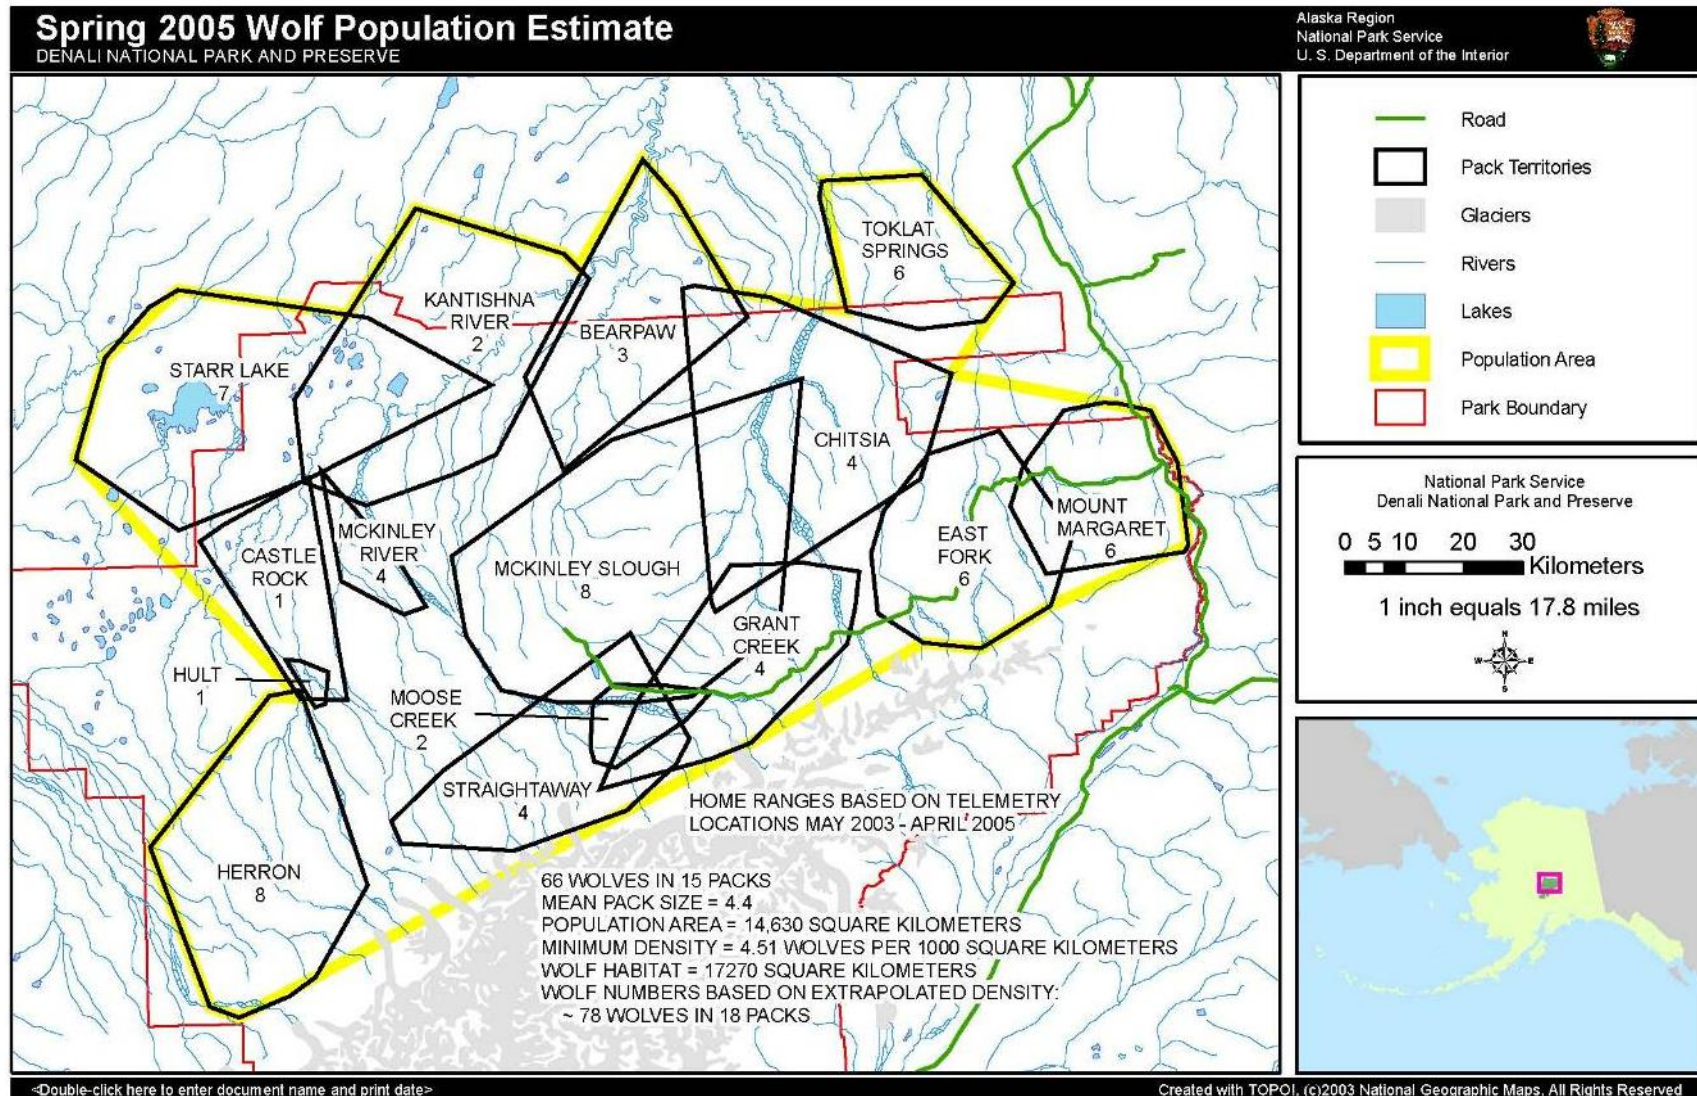 Spring 2005 Wolf Population Estimate
DENALI NATIONAL PARK AND PRESERVE
Alaska Region
National Park Service
U. S. Department of the Interior
TOKLAT
SPRINGS
6
KANTISHNA
RIVER
2
BEARPAW
3
STARR LAKE
7
CHITSIA
4
MCKINLEY
RIVER
4
CASTLE
ROCK
1
MCKINLEY SLOUGH
8
EAST
FORK
6
MOUNT
MARGARET
6
GRANT
CREEK
4
HULT
1
MOOSE
CREEK
2
STRAIGHTAWAY
4
HERRON
8
HOME RANGES BASED ON TELEMETRY
LOCATIONS MAY 2003 - APRIL 2005
66 WOLVES IN 15 PACKS
MEAN PACK SIZE = 4.4
POPULATION AREA = 14,630 SQUARE KILOMETERS
MINIMUM DENSITY = 4.51 WOLVES PER 1000 SQUARE KILOMETERS
WOLF HABITAT = 17270 SQUARE KILOMETERS
WOLF NUMBERS BASED ON EXTRAPOLATED DENSITY:
~ 78 WOLVES IN 18 PACKS
Road
Pack Territories
Glaciers
Rivers
Lakes
Population Area
Park Boundary
National Park Service
Denali National Park and Preserve
0 5 10 20 30
Kilometers
1 inch equals 17.8 miles
N
W E
S
<Double-click here to enter document name and print date>
Created with TOPO!, (c)2003 National Geographic Maps, All Rights Reserved